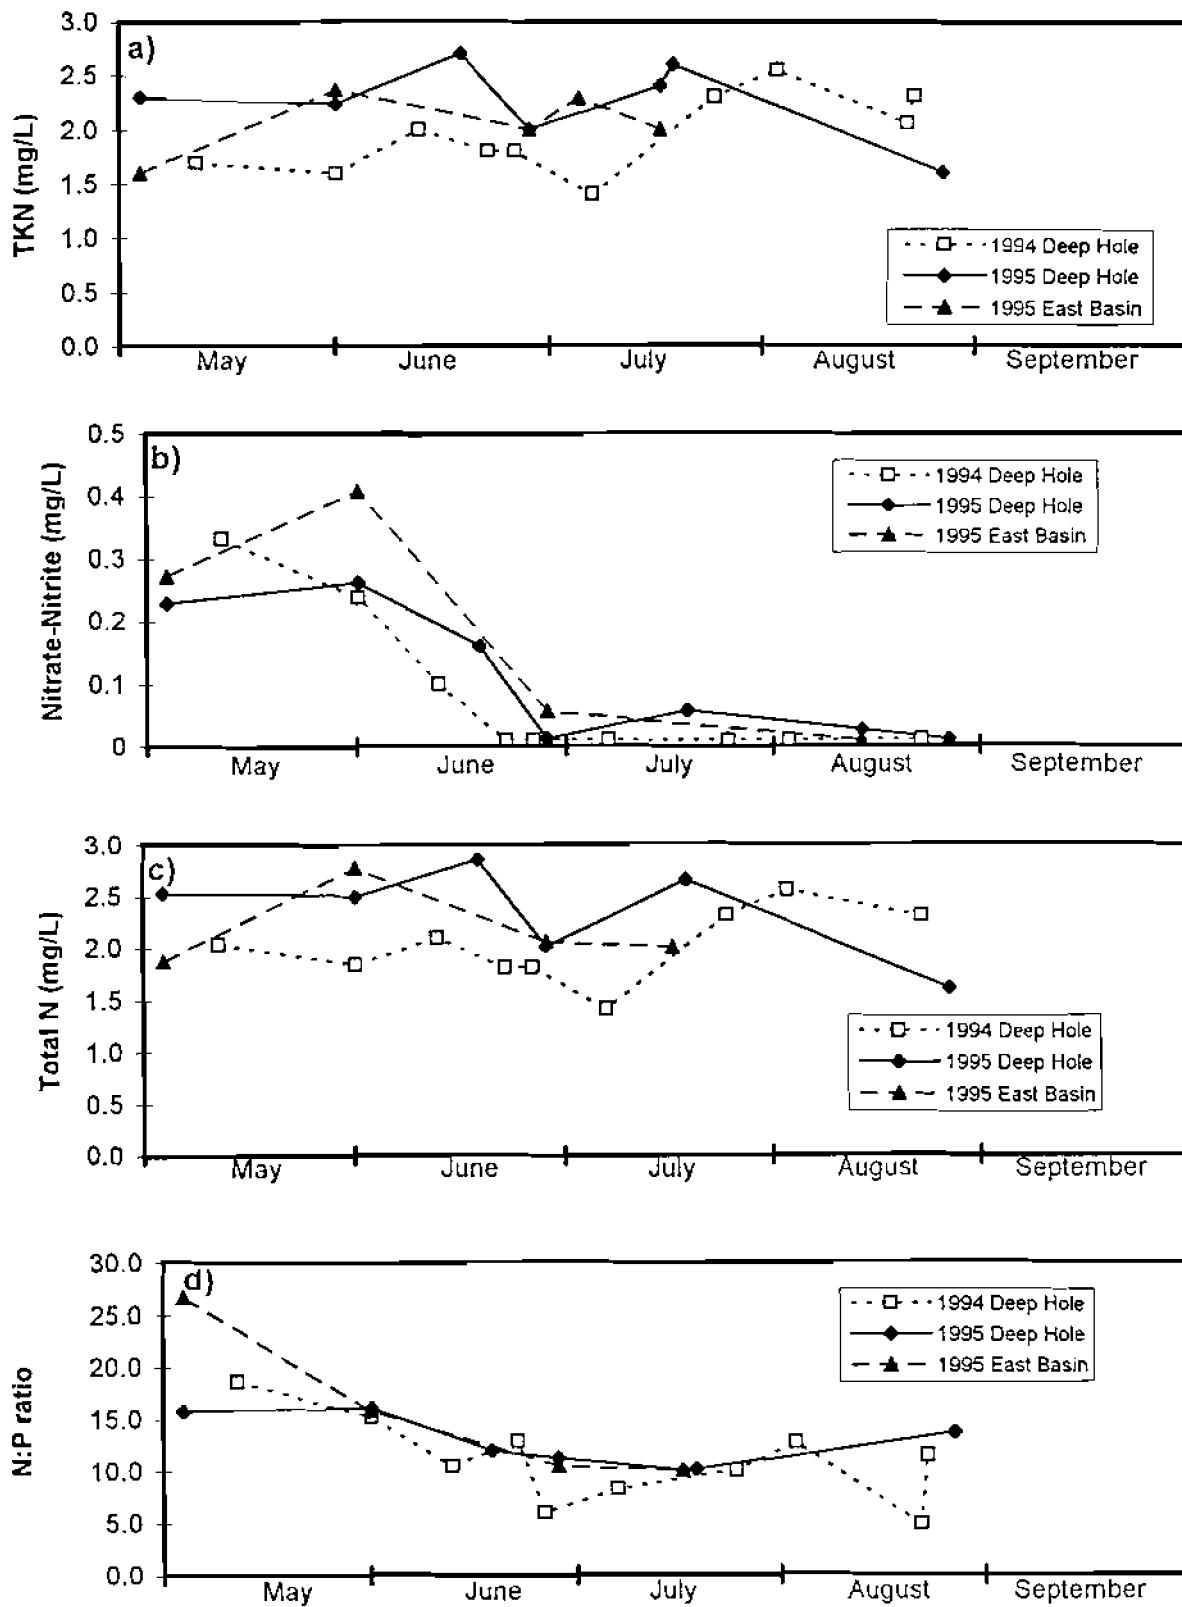 a)
TKN (mg/L)
3.0
2.5
2.0
1.5
1.0
0.5
0.0
1994 Deep Hole
1995 Deep Hole
1995 East Basin
May June July August September
b)
Nitrate-Nitrite (mg/L)
0.5
0.4
0.3
0.2
0.1
0
1994 Deep Hole
1995 Deep Hole
1995 East Basin
May June July August September
c)
Total N (mg/L)
3.0
2.5
2.0
1.5
1.0
0.5
0.0
1994 Deep Hole
1995 Deep Hole
1995 East Basin
May June July August September
d)
N:P ratio
30.0
25.0
20.0
15.0
10.0
5.0
0.0
1994 Deep Hole
1995 Deep Hole
1995 East Basin
May June July August September